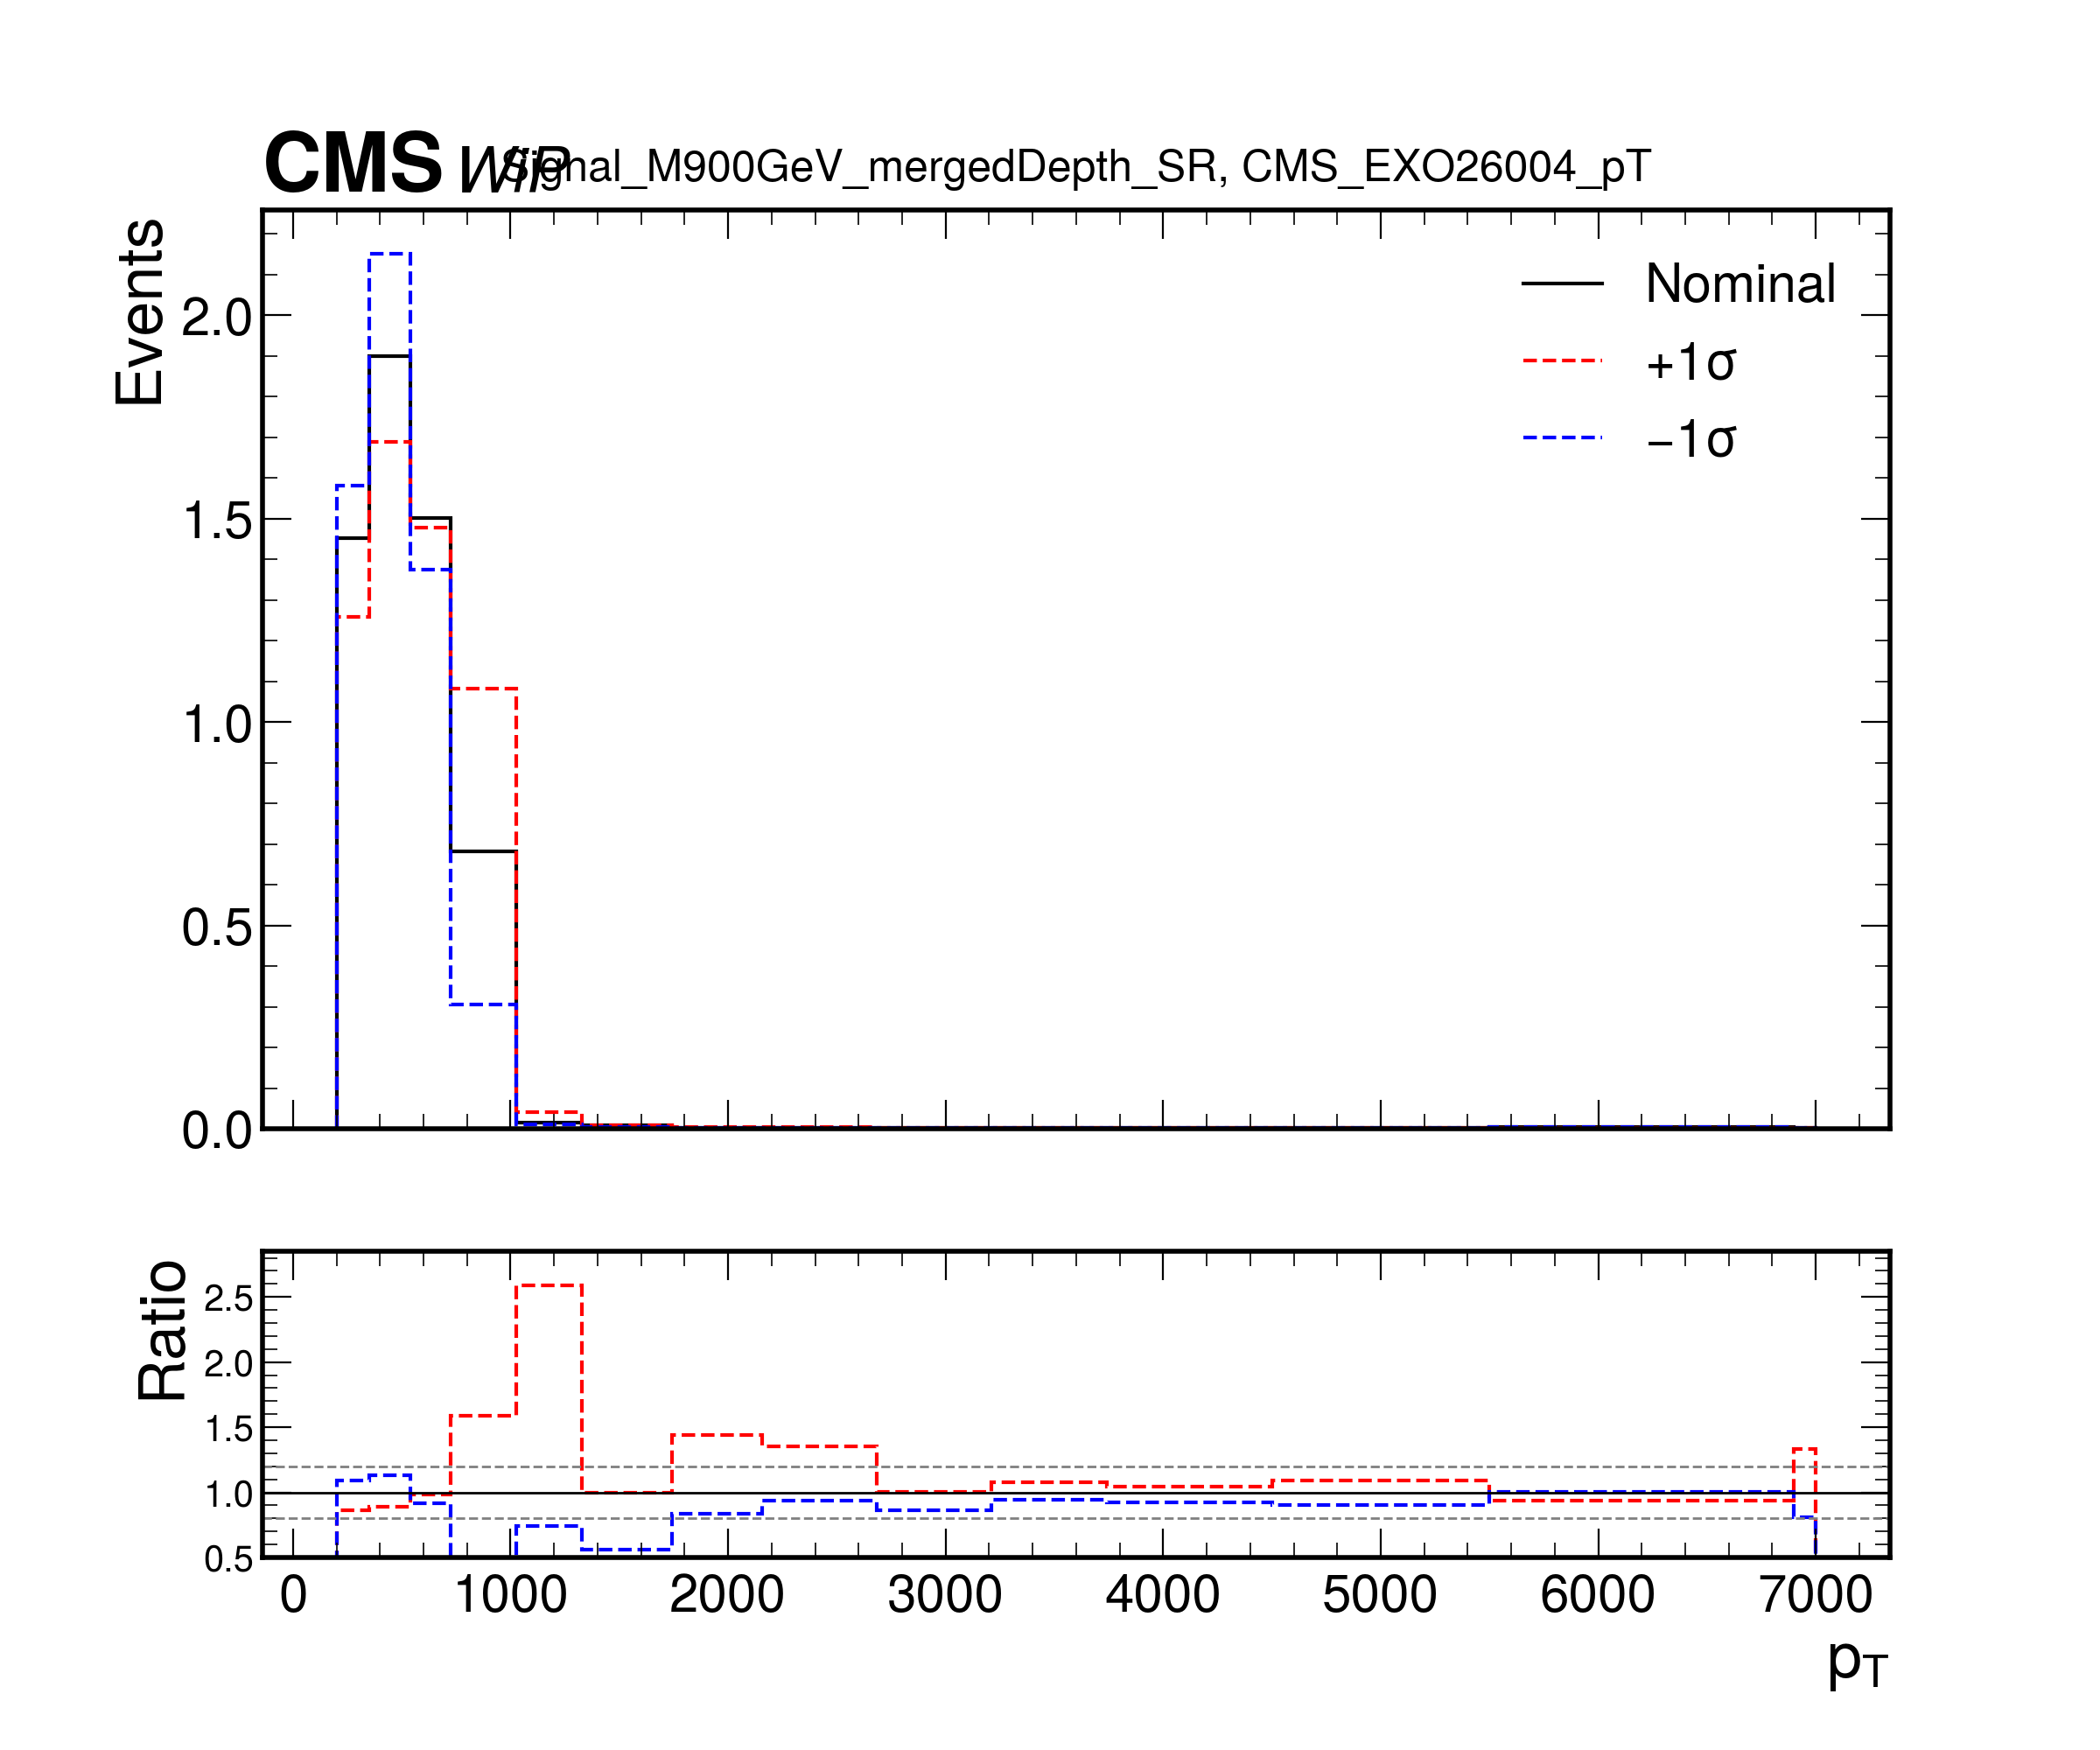 CMS WiP Signal_M900GeV_mergedDepth_SR, CMS_EXO26004_pT
Events
2.0
1.5
1.0
0.5
0.0
Nominal
+1σ
−1σ
Ratio
2.5
2.0
1.5
1.0
0.5
0 1000 2000 3000 4000 5000 6000 7000
pT